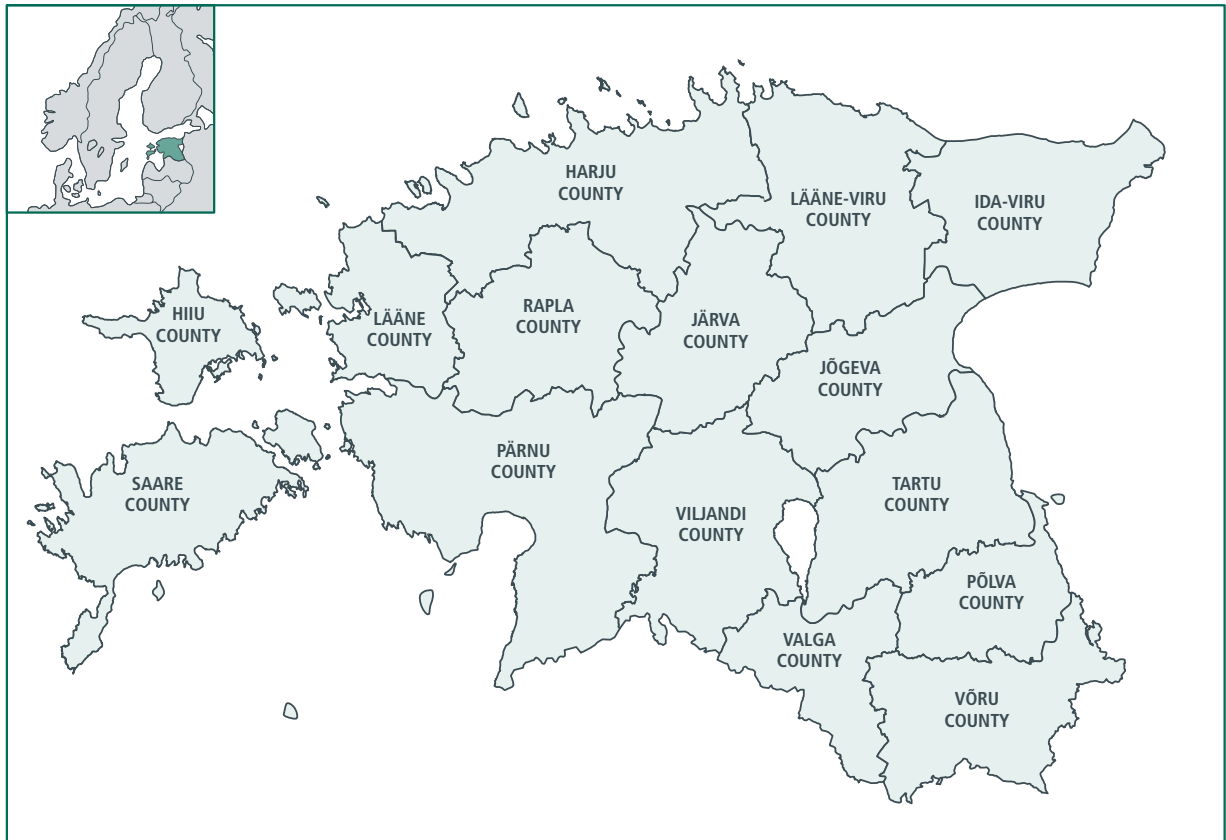 HARJU
COUNTY
LÄÄNE-VIRU
COUNTY
IDA-VIRU
COUNTY
HIIU
COUNTY
LÄÄNE
COUNTY
RAPLA
COUNTY
JÄRVA
COUNTY
JÕGEVA
COUNTY
PÄRNU
COUNTY
SAARE
COUNTY
TARTU
COUNTY
VILJANDI
COUNTY
PÕLVA
COUNTY
VALGA
COUNTY
VÕRU
COUNTY